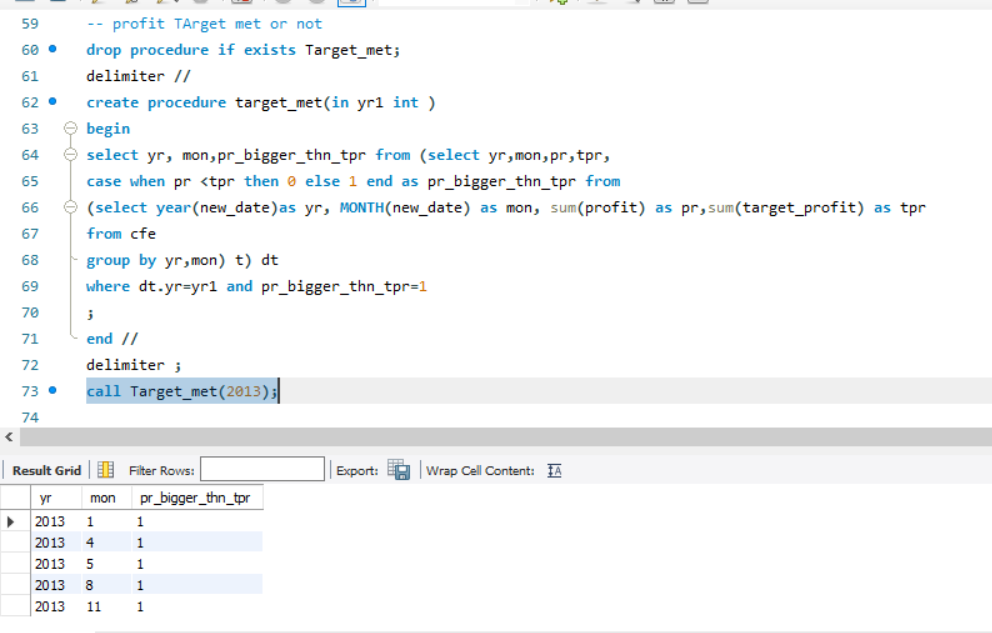 59 -- profit TArget met or not
60 drop procedure if exists Target_met;
61 delimiter //
62 create procedure target_met(in yr1 int )
63 begin
64 select yr, mon,pr_bigger_thn_tpr from (select yr,mon,pr,tpr,
65 case when pr <tpr then 0 else 1 end as pr_bigger_thn_tpr from
66 (select year(new_date)as yr, MONTH(new_date) as mon, sum(profit) as pr,sum(target_profit) as tpr
67 from cfe
68 group by yr,mon) t) dt
69 where dt.yr=yr1 and pr_bigger_thn_tpr=1
70 ;
71 end //
72 delimiter ;
73 call Target_met(2013);
74
Result Grid Filter Rows: Export: Wrap Cell Content:
yr mon pr_bigger_thn_tpr
2013 1 1
2013 4 1
2013 5 1
2013 8 1
2013 11 1